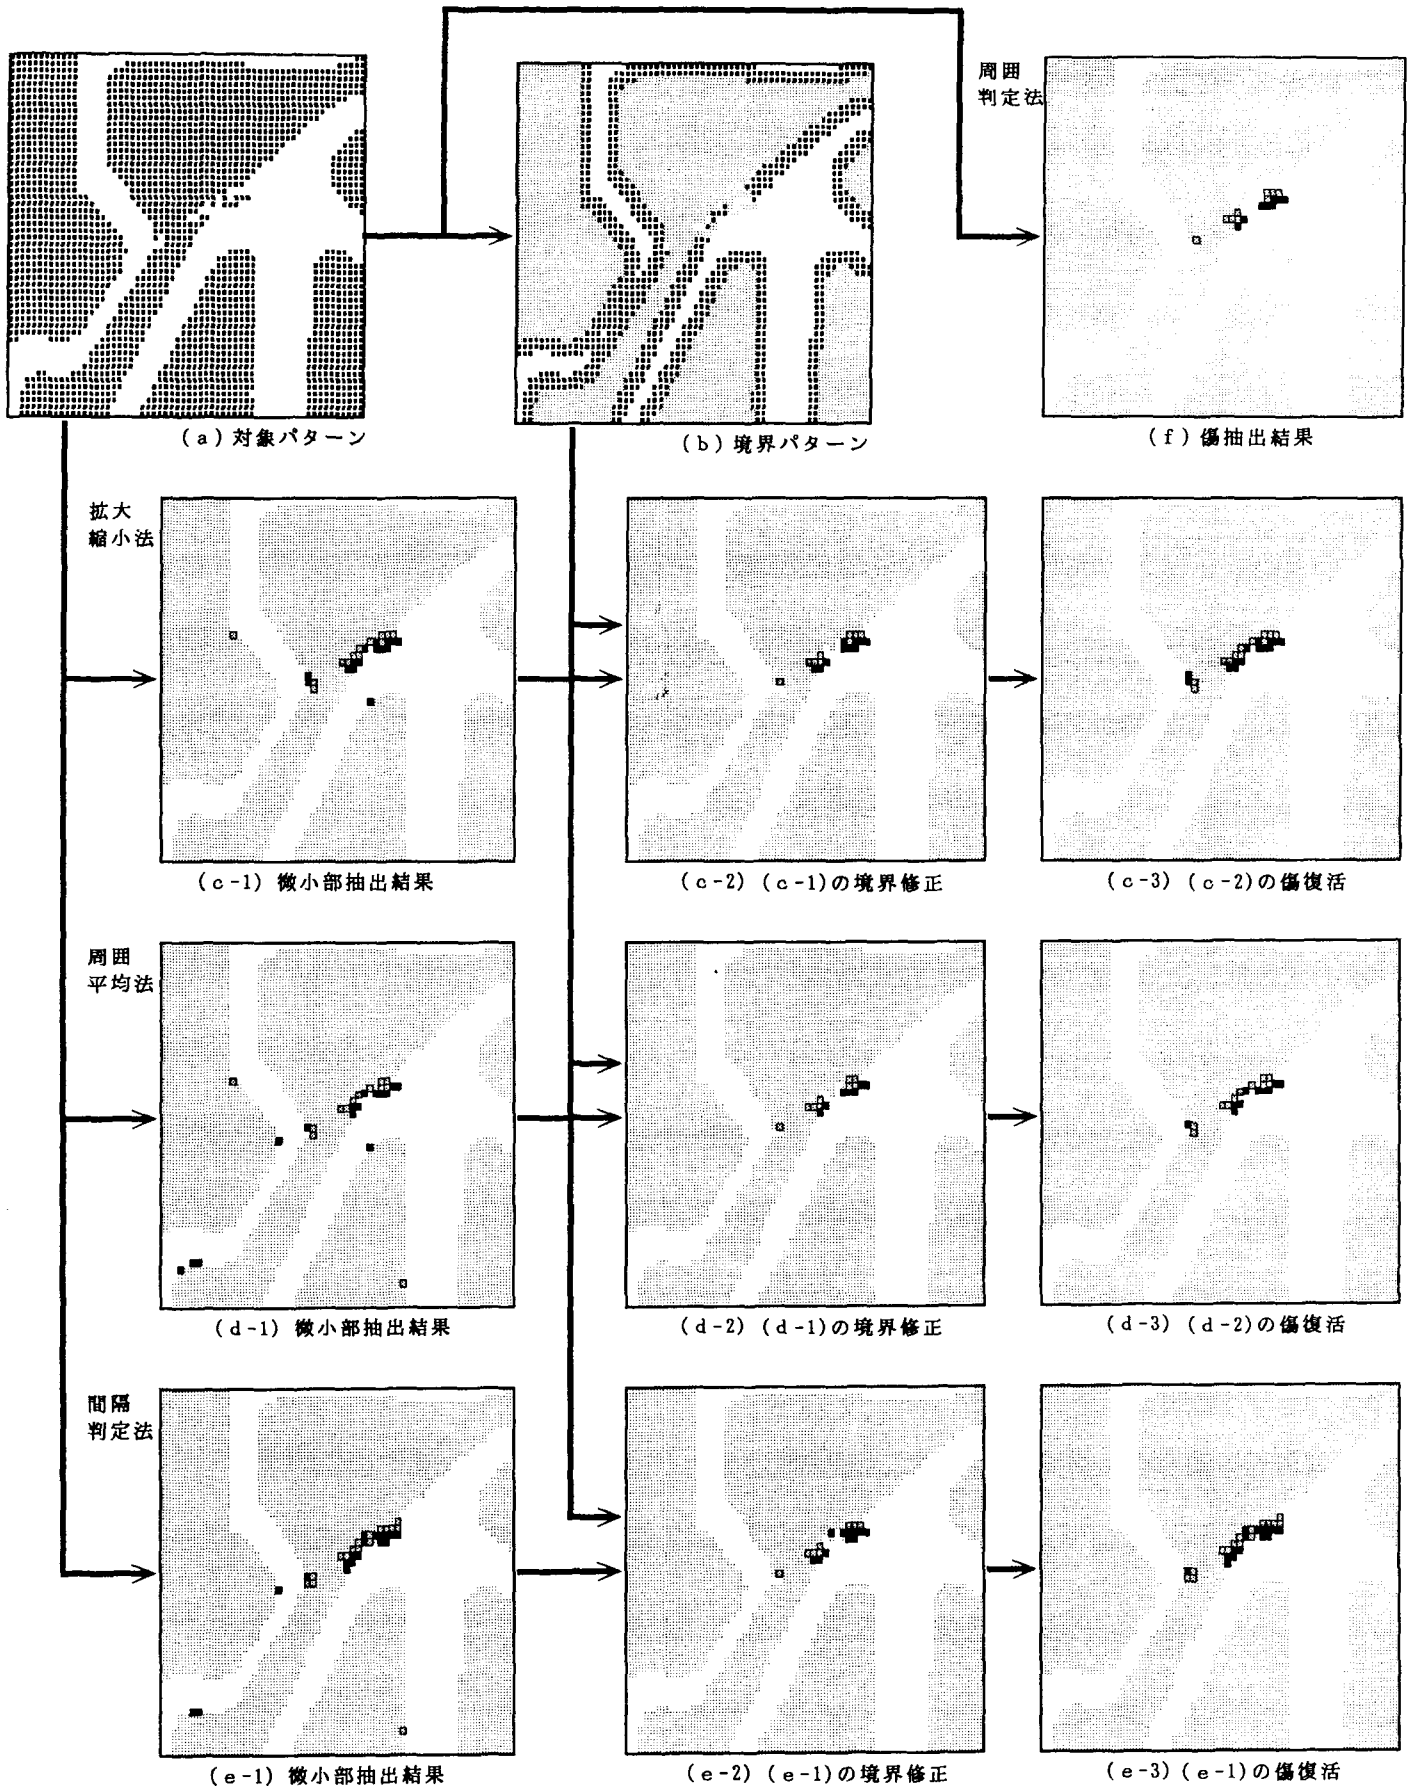 周囲
判定法
(a)対象パターン
(b)境界パターン
(f)傷抽出結果
拡大
縮小法
(c-1) 微小部抽出結果
(c-2) (c-1)の境界修正
(c-3) (c-2)の傷復活
周囲
平均法
(d-1) 微小部抽出結果
(d-2) (d-1)の境界修正
(d-3) (d-2)の傷復活
間隔
判定法
(e-1) 微小部抽出結果
(e-2) (e-1)の境界修正
(e-3) (e-1)の傷復活